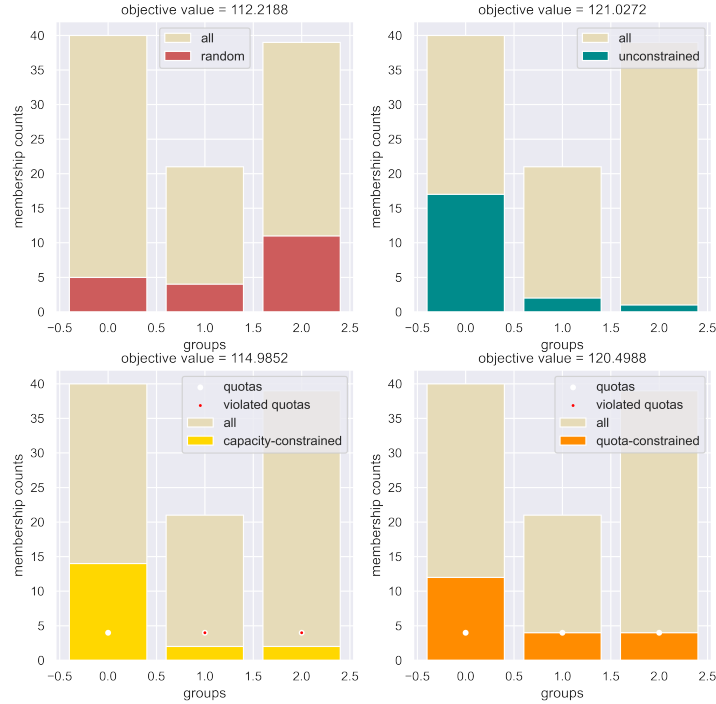 objective value = 112.2188
all
random
membership counts
40
35
30
25
20
15
10
5
0
−0.5 0.0 0.5 1.0 1.5 2.0 2.5
groups
objective value = 121.0272
all
unconstrained
membership counts
40
35
30
25
20
15
10
5
0
−0.5 0.0 0.5 1.0 1.5 2.0 2.5
groups
objective value = 114.9852
quotas
violated quotas
all
capacity-constrained
membership counts
40
35
30
25
20
15
10
5
0
−0.5 0.0 0.5 1.0 1.5 2.0 2.5
groups
objective value = 120.4988
quotas
violated quotas
all
quota-constrained
membership counts
40
35
30
25
20
15
10
5
0
−0.5 0.0 0.5 1.0 1.5 2.0 2.5
groups